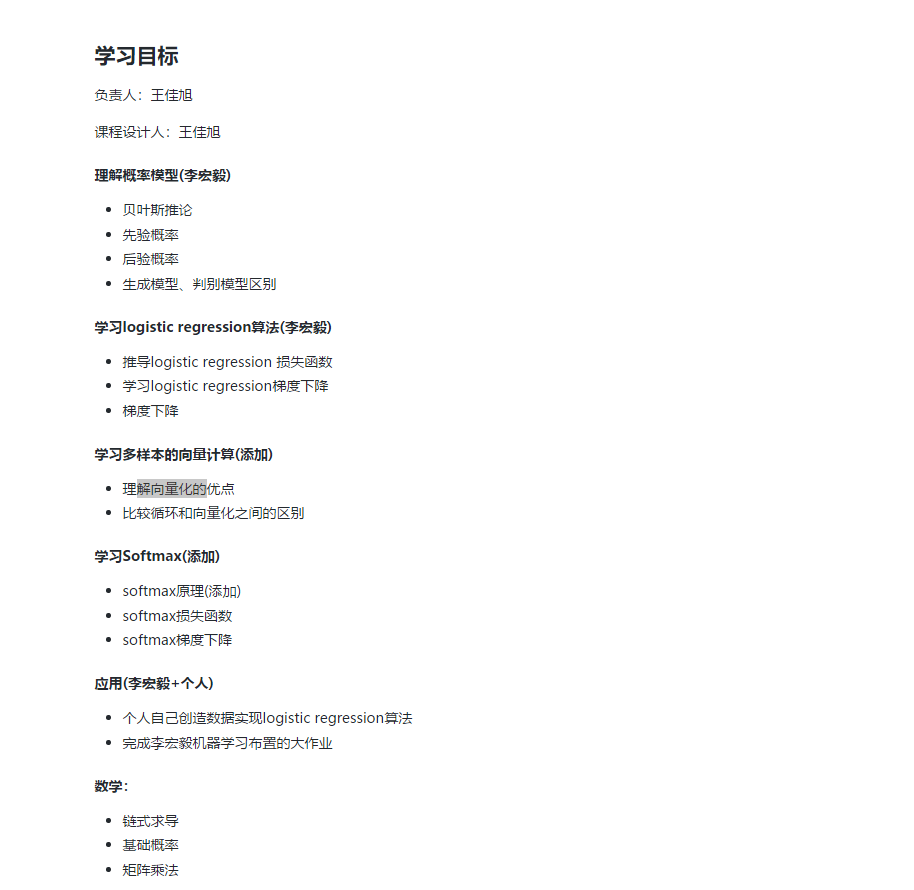 学习目标
负责人：王佳旭
课程设计人：王佳旭
理解概率模型(李宏毅)
贝叶斯推论
先验概率
后验概率
生成模型、判别模型区别
学习logistic regression算法(李宏毅)
推导logistic regression 损失函数
学习logistic regression梯度下降
梯度下降
学习多样本的向量计算(添加)
理解向量化的优点
比较循环和向量化之间的区别
学习Softmax(添加)
softmax原理(添加)
softmax损失函数
softmax梯度下降
应用(李宏毅+个人)
个人自己创造数据实现logistic regression算法
完成李宏毅机器学习布置的大作业
数学：
链式求导
基础概率
矩阵乘法